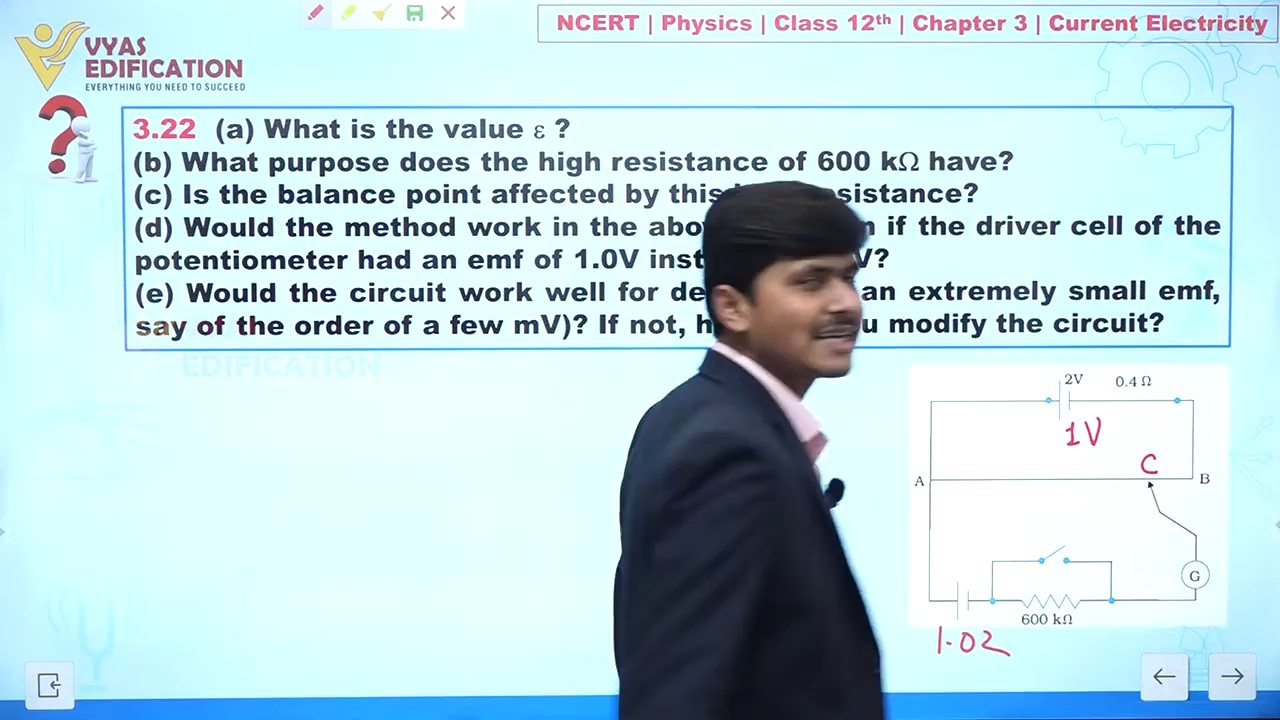 NCERT | Physics | Class 12th | Chapter 3 | Current Electricity
VYAS
EDIFICATION
EVERYTHING YOU NEED TO SUCCEED
3.22 (a) What is the value ε ?
(b) What purpose does the high resistance of 600 kΩ have?
(c) Is the balance point affected by this
(d) Would the method work in the if the driver cell of the
potentiometer had an emf of 1.0V
(e) Would the circuit work well for an extremely small emf,
say of the order of a few mV)? If not, modify the circuit?
EDIFICATION
2V 0.4 Ω
1V
C
A B
G
600 kΩ
1.02